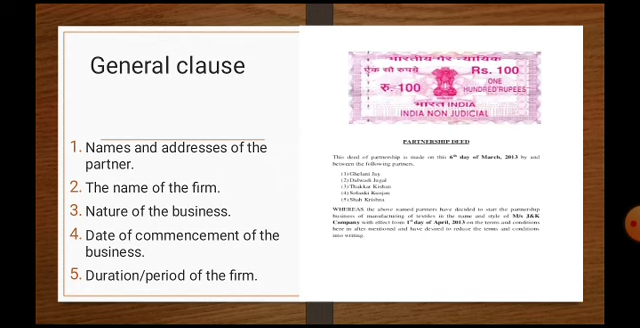 General clause
1. Names and addresses of the
partner.
2. The name of the firm.
3. Nature of the business.
4. Date of commencement of the
business.
5. Duration/period of the firm.
भारतीय गैर न्यायिक
एक सौ रुपये
Rs. 100
रु. 100
ONE
HUNDRED RUPEES
भारत INDIA
INDIA NON JUDICIAL
PARTNERSHIP DEED
This deed of partnership is made on this 6th day of March, 2013 by and
between the following partners.
(1) Ghelani Jay
(2) Dalwadi Jugal
(3) Thakkar Kishan
(4) Solanki Kunjan
(5) Shah Krishna
WHEREAS the above named partners have decided to start the partnership
business of manufacturing of textiles in the name and style of M/s J&K
Company with effect from 1st day of April, 2013 on the terms and conditions
here in after mentioned and have desired to reduce the terms and conditions
into writing.